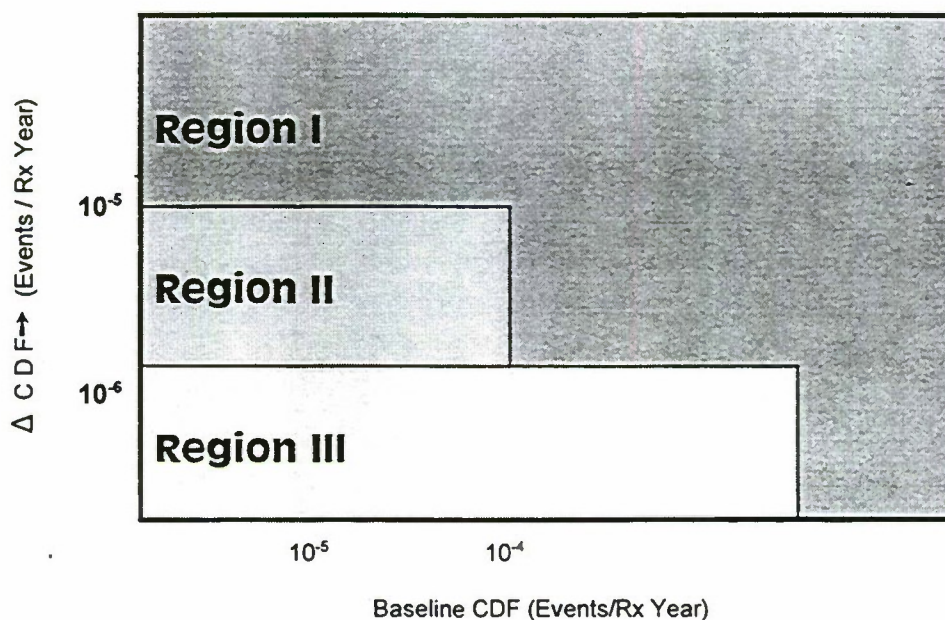 Region I
10⁻⁵
Region II
10⁻⁶
Region III
Δ C D F→ (Events / Rx Year)
10⁻⁵ 10⁻⁴
Baseline CDF (Events/Rx Year)